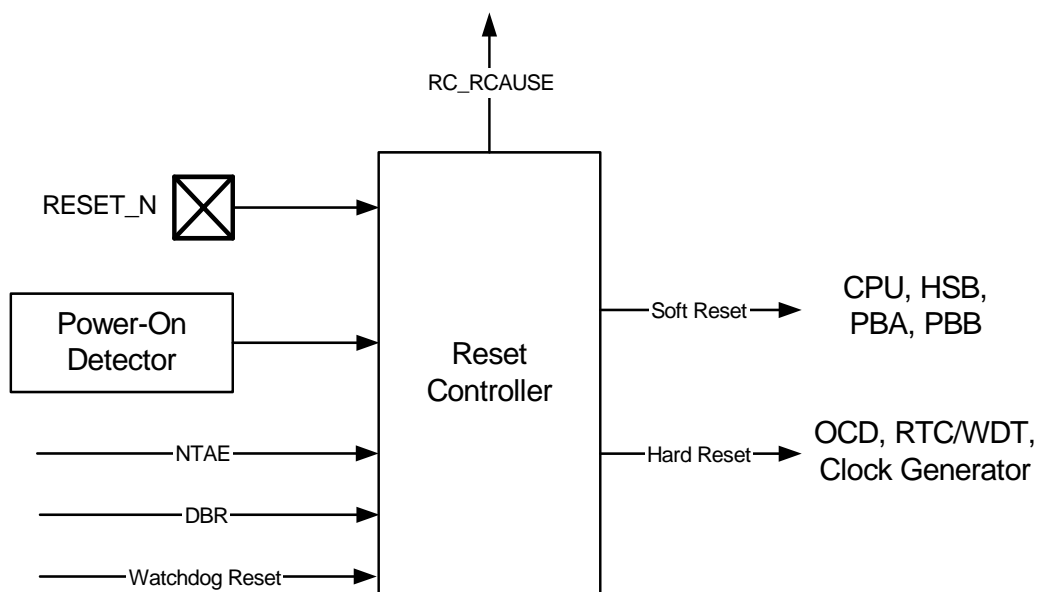 RC_RCAUSE
RESET_N
Power-On
Detector
NTAE
DBR
Watchdog Reset
Reset
Controller
Soft Reset
CPU, HSB,
PBA, PBB
Hard Reset
OCD, RTC/WDT,
Clock Generator